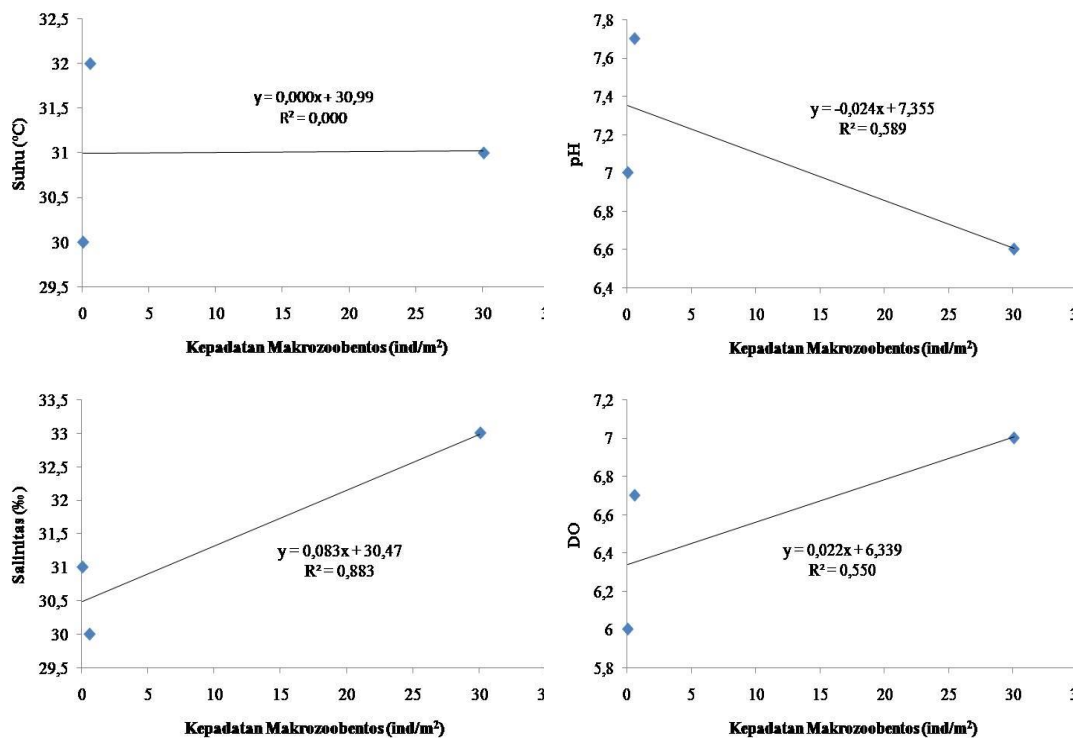 32,5
32
31,5
31
30,5
30
29,5
Suhu (°C)
y = 0,000x + 30,99
R² = 0,000
0 5 10 15 20 25 30 3
Kepadatan Makrozoobentos (ind/m²)
7,8
7,6
7,4
7,2
7
6,8
6,6
6,4
pH
y = -0,024x + 7,355
R² = 0,589
0 5 10 15 20 25 30 3
Kepadatan Makrozoobentos (ind/m²)
33,5
33
32,5
32
31,5
31
30,5
30
29,5
Salinitas (‰)
y = 0,083x + 30,47
R² = 0,883
0 5 10 15 20 25 30 3
Kepadatan Makrozoobentos (ind/m²)
7,2
7
6,8
6,6
6,4
6,2
6
5,8
DO
y = 0,022x + 6,339
R² = 0,550
0 5 10 15 20 25 30 3
Kepadatan Makrozoobentos (ind/m²)